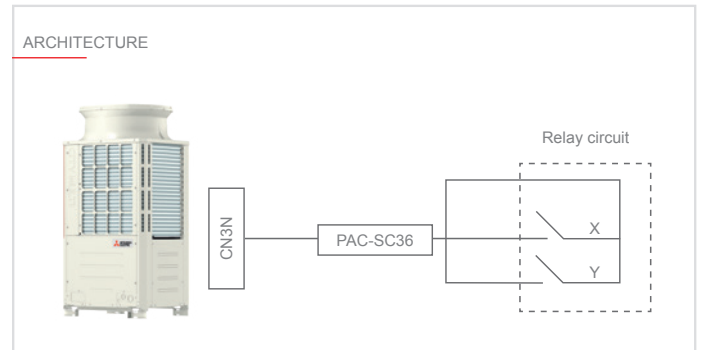 ARCHITECTURE
Relay circuit
CN3N
PAC-SC36
X
Y